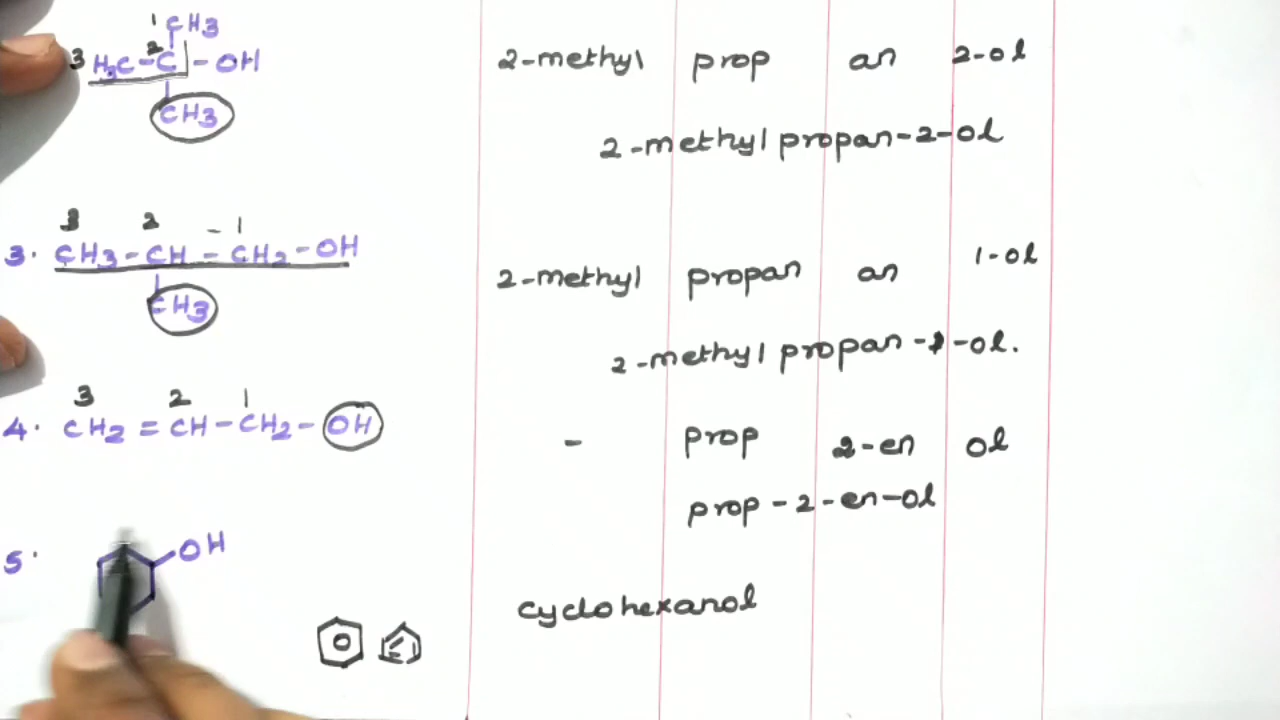 1 CH3
3 H3C - 2 C - OH 2-methyl prop an 2-ol
CH3
2-methyl propan-2-ol
3 2 - 1
3. CH3 - CH - CH2 - OH 1-ol
2-methyl propan an
CH3
2-methyl propan-1-ol.
3 2 1
4. CH2 = CH - CH2 - OH - prop 2-en ol
prop-2-en-ol
5. OH
cyclohexanol